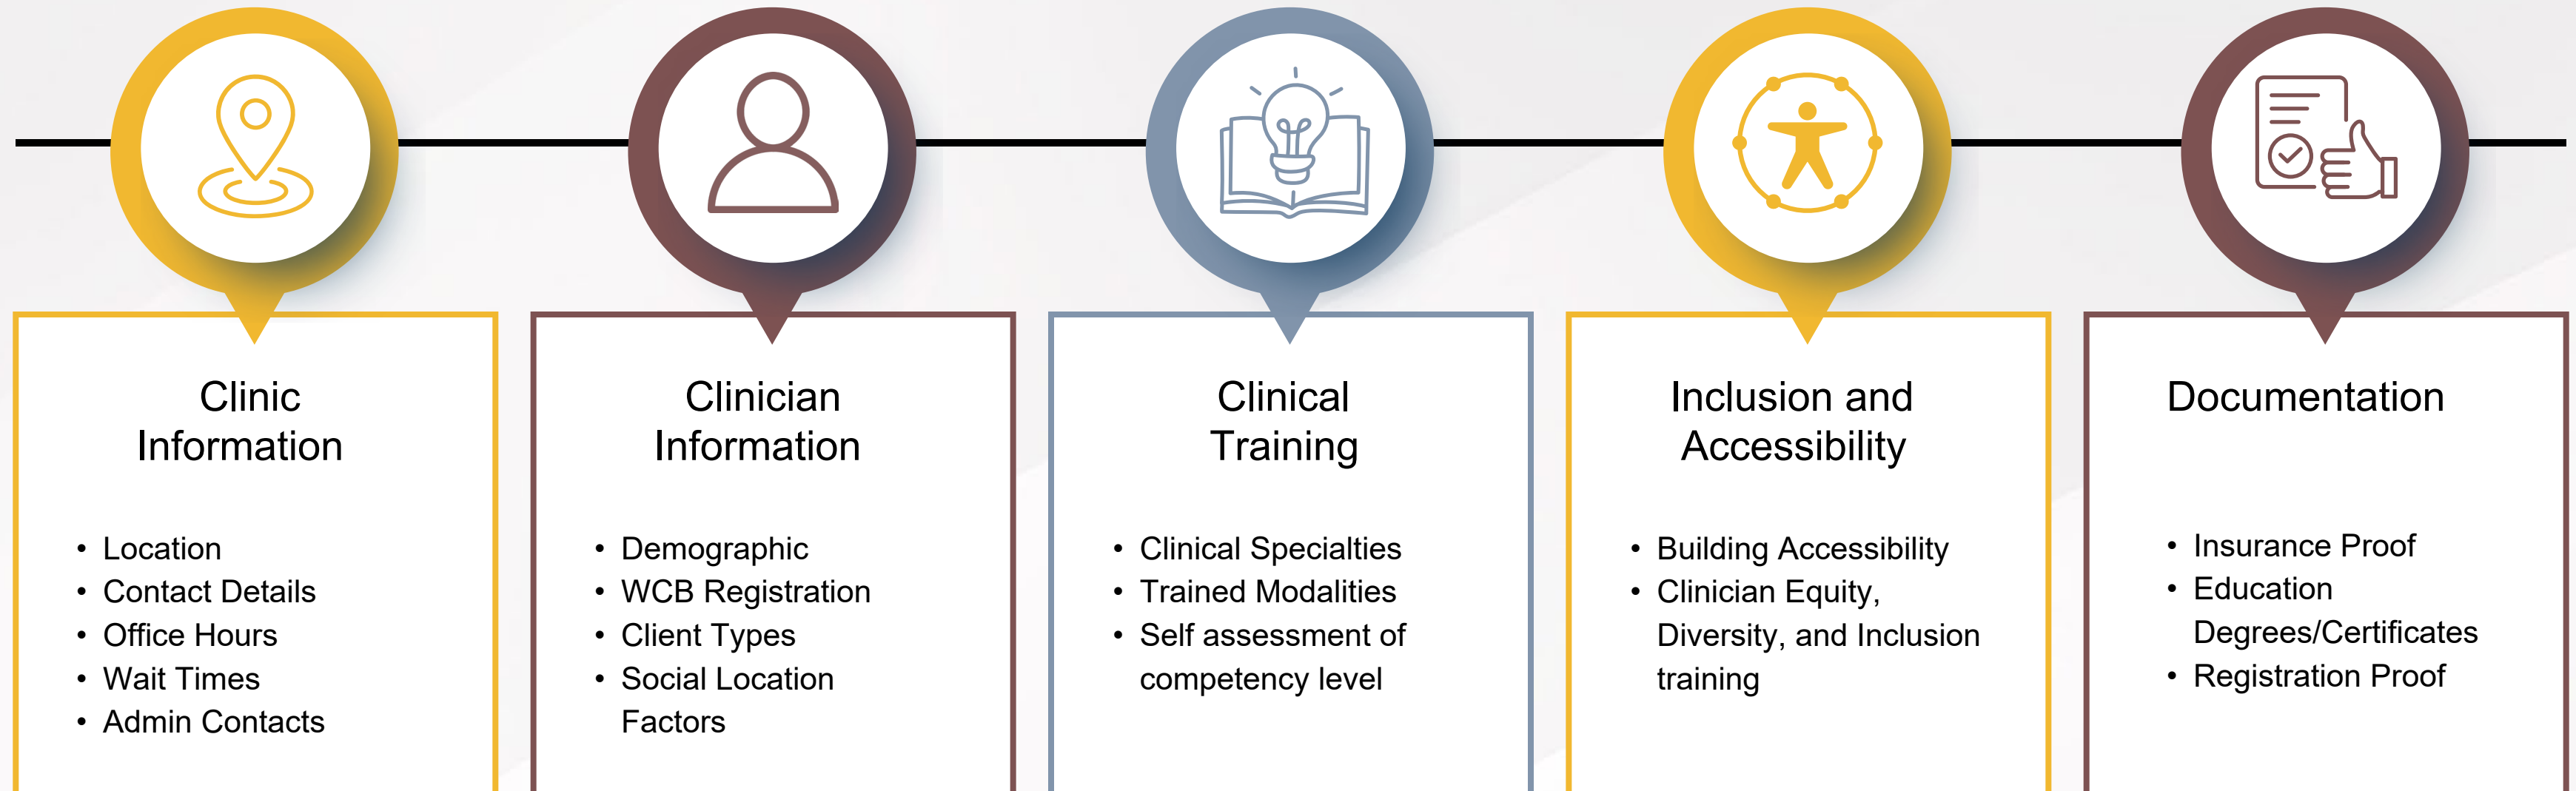 Clinic
Information
• Location
• Contact Details
• Office Hours
• Wait Times
• Admin Contacts
Clinician
Information
• Demographic
• WCB Registration
• Client Types
• Social Location
Factors
Clinical
Training
• Clinical Specialties
• Trained Modalities
• Self assessment of
competency level
Inclusion and
Accessibility
• Building Accessibility
• Clinician Equity,
Diversity, and Inclusion
training
Documentation
• Insurance Proof
• Education
Degrees/Certificates
• Registration Proof